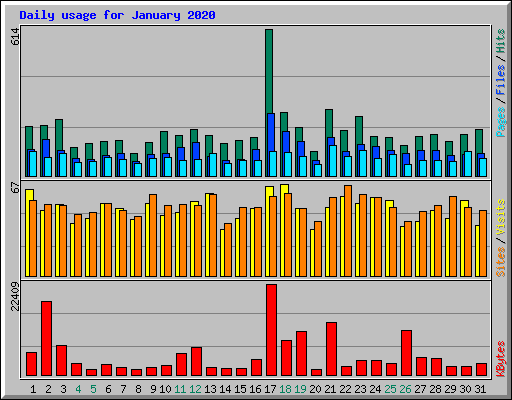 Daily usage for January 2020
614
67
22409
Pages / Files / Hits
Sites / Visits
KBytes
1 2 3 4 5 6 7 8 9 10 11 12 13 14 15 16 17 18 19 20 21 22 23 24 25 26 27 28 29 30 31